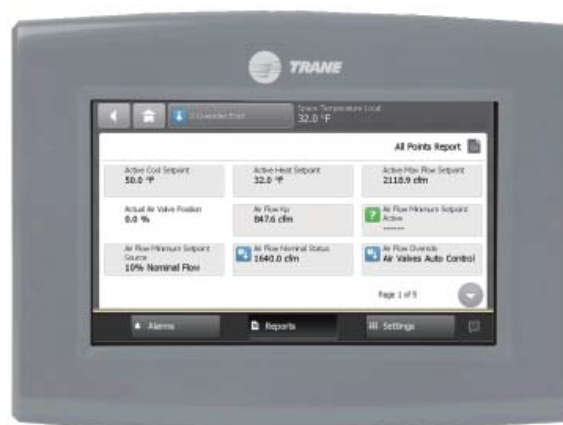 TRANE
2 Overrides Exist
Space Temperature Local
32.0 °F
All Points Report
Active Cool Setpoint
50.0 °F
Active Heat Setpoint
32.0 °F
Active Max Flow Setpoint
2118.9 cfm
Actual Air Valve Position
0.0 %
Air Flow Kp
847.6 cfm
Air Flow Minimum Setpoint
Active
------
Air Flow Minimum Setpoint
Source
10% Nominal Flow
Air Flow Nominal Status
1640.0 cfm
Air Flow Override
Air Valves Auto Control
Page 1 of 5
Alarms
Reports
Settings